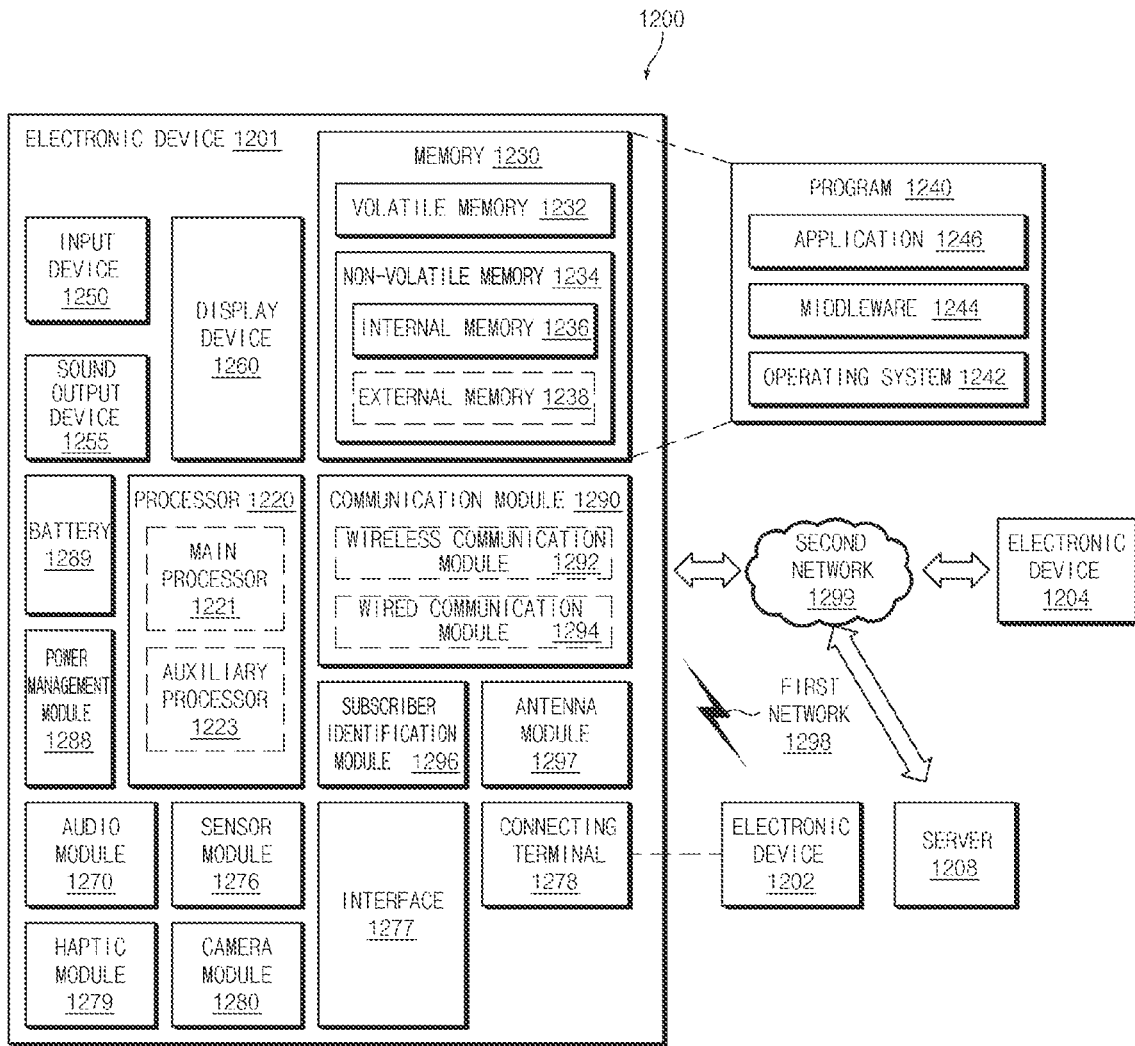 1200
ELECTRONIC DEVICE 1201
MEMORY 1230
VOLATILE MEMORY 1232
NON-VOLATILE MEMORY 1234
INTERNAL MEMORY 1236
EXTERNAL MEMORY 1238
PROGRAM 1240
APPLICATION 1246
MIDDLEWARE 1244
OPERATING SYSTEM 1242
INPUT
DEVICE
1250
DISPLAY
DEVICE
1260
SOUND
OUTPUT
DEVICE
1255
BATTERY
1289
PROCESSOR 1220
MAIN
PROCESSOR
1221
AUXILIARY
PROCESSOR
1223
COMMUNICATION MODULE 1290
WIRELESS COMMUNICATION
MODULE 1292
WIRED COMMUNICATION
MODULE 1294
SECOND
NETWORK
1299
ELECTRONIC
DEVICE
1204
POWER
MANAGEMENT
MODULE
1288
SUBSCRIBER
IDENTIFICATION
MODULE 1296
ANTENNA
MODULE
1297
FIRST
NETWORK
1298
AUDIO
MODULE
1270
SENSOR
MODULE
1276
INTERFACE
1277
CONNECTING
TERMINAL
1278
ELECTRONIC
DEVICE
1202
SERVER
1208
HAPTIC
MODULE
1279
CAMERA
MODULE
1280